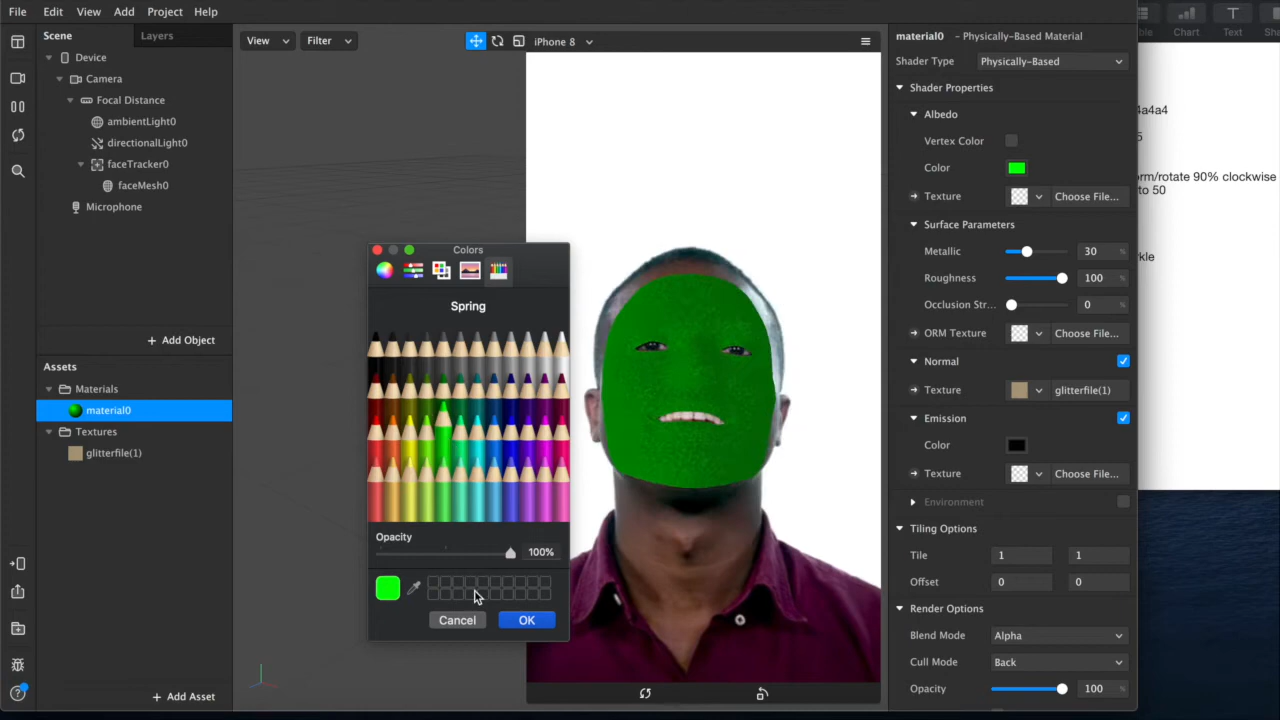 File Edit View Add Project Help
Scene Layers
Device
Camera
Focal Distance
ambientLight0
directionalLight0
faceTracker0
faceMesh0
Microphone
+ Add Object
Assets
Materials
material0
Textures
glitterfile(1)
+ Add Asset
View Filter iPhone 8
Colors
Spring
Opacity
100%
Cancel OK
material0 - Physically-Based Material
Shader Type Physically-Based
Shader Properties
Albedo
Vertex Color
Color
Texture Choose File...
Surface Parameters
Metallic 30 %
Roughness 100 %
Occlusion Str... 0 %
ORM Texture Choose File...
Normal
Texture glitterfile(1)
Emission
Color
Texture Choose File...
Environment
Tiling Options
Tile 1 1
Offset 0 0
Render Options
Blend Mode Alpha
Cull Mode Back
Opacity 100 %
Chart Text
4a4a4
5
orm/rotate 90% clockwise
to 50